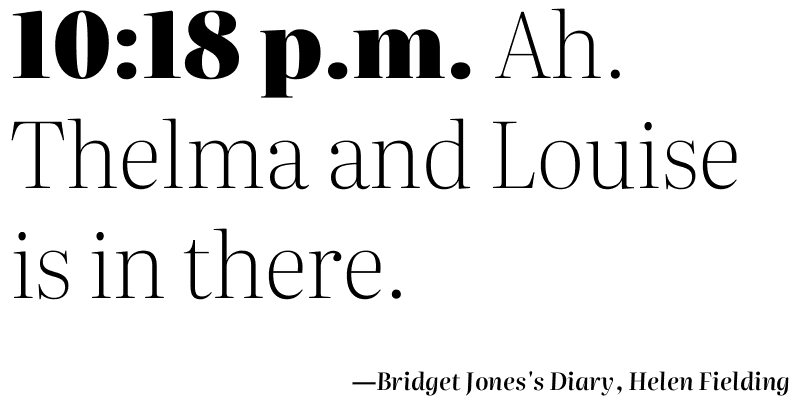 10:18 p.m. Ah.
Thelma and Louise
is in there.
—Bridget Jones's Diary, Helen Fielding